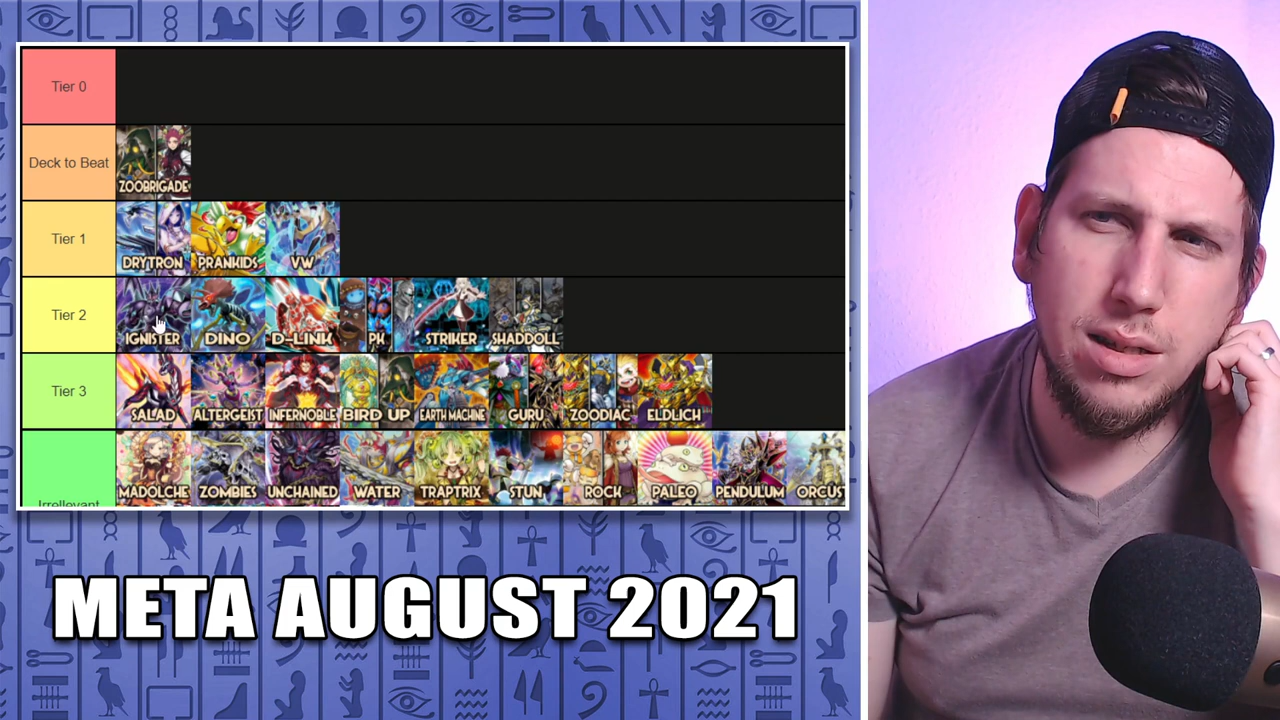 Tier 0
Deck to Beat
ZOOBRIGADE
Tier 1
DRYTRON PRANKIDS VW
Tier 2
IGNISTER DINO D-LINK PK STRIKER SHADDOLL
Tier 3
SALAD ALTERGEIST INFERNOBLE BIRD UP EARTH MACHINE GURU ZOODIAC ELDLICH
Irrellevant
MADOLCHE ZOMBIES UNCHAINED WATER TRAPTRIX STUN ROCK PALEO PENDULUM ORCUST
META AUGUST 2021